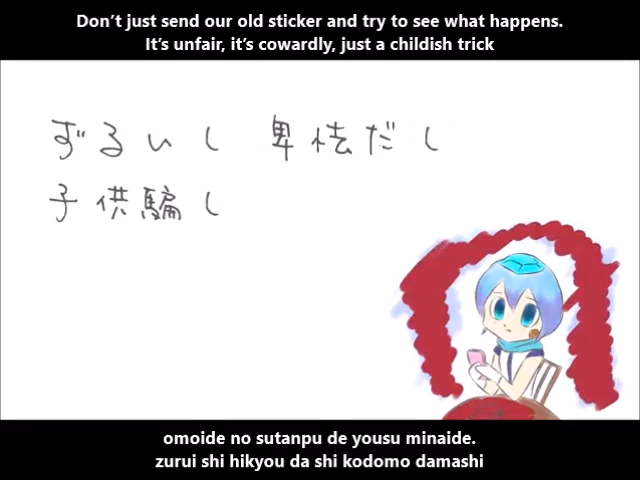 Don't just send our old sticker and try to see what happens.
It's unfair, it's cowardly, just a childish trick
ずるいし 卑怯だし
子供騙し
omoide no sutanpu de yousu minaide.
zurui shi hikyou da shi kodomo damashi